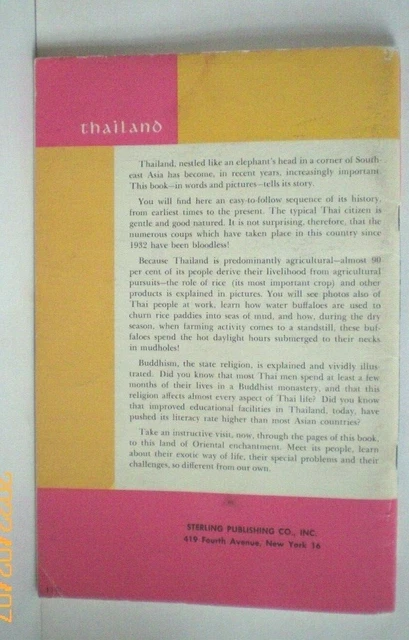 thailand
Thailand, nestled like an elephant's head in a corner of South-
east Asia has become, in recent years, increasingly important.
This book—in words and pictures—tells its story.
You will find here an easy-to-follow sequence of its history,
from earliest times to the present. The typical Thai citizen is
gentle and good natured. It is not surprising, therefore, that the
numerous coups which have taken place in this country since
1932 have been bloodless!
Because Thailand is predominantly agricultural—almost 90
per cent of its people derive their livelihood from agricultural
pursuits—the role of rice (its most important crop) and other
products is explained in pictures. You will see photos also of
Thai people at work, learn how water buffaloes are used to
churn rice paddies into seas of mud, and how, during the dry
season, when farming activity comes to a standstill, these buf-
faloes spend the hot daylight hours submerged to their necks
in mudholes!
Buddhism, the state religion, is explained and vividly illus-
trated. Did you know that most Thai men spend at least a few
months of their lives in a Buddhist monastery, and that this
religion affects almost every aspect of Thai life? Did you know
that improved educational facilities in Thailand, today, have
pushed its literacy rate higher than most Asian countries?
Take an instructive visit, now, through the pages of this book,
to this land of Oriental enchantment. Meet its people, learn
about their exotic way of life, their special problems and their
challenges, so different from our own.
STERLING PUBLISHING CO., INC.
419 Fourth Avenue, New York 16